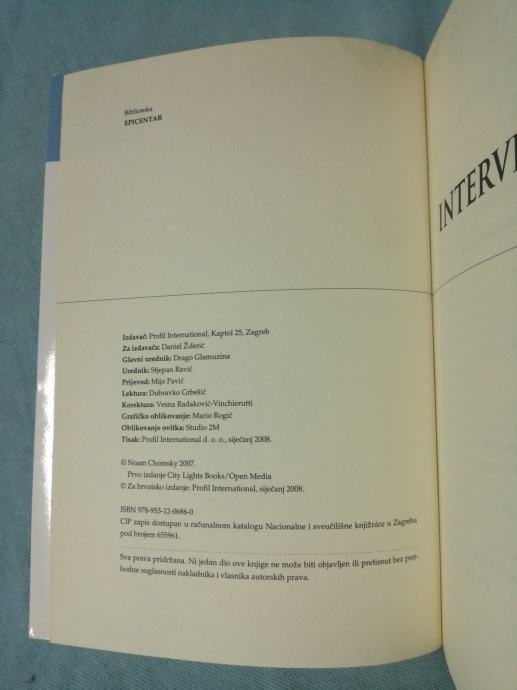 Biblioteka
EPICENTAR
Izdavač: Profil International, Kaptol 25, Zagreb
Za izdavača: Daniel Žderić
Glavni urednik: Drago Glamuzina
Urednik: Stjepan Ravić
Prijevod: Mijo Pavić
Lektura: Dubravko Grbešić
Korektura: Vesna Radaković-Vinchierutti
Grafičko oblikovanje: Mario Rogić
Oblikovanje ovitka: Studio 2M
Tisak: Profil International d. o. o., siječanj 2008.
© Noam Chomsky 2007.
Prvo izdanje City Lights Books/Open Media
© Za hrvatsko izdanje: Profil International, siječanj 2008.
ISBN 978-953-12-0686-0
CIP zapis dostupan u računalnom katalogu Nacionalne i sveučilišne knjižnice u Zagrebu
pod brojem 655961.
Sva prava pridržana. Ni jedan dio ove knjige ne može biti objavljen ili pretisnut bez pret-
hodne suglasnosti nakladnika i vlasnika autorskih prava.